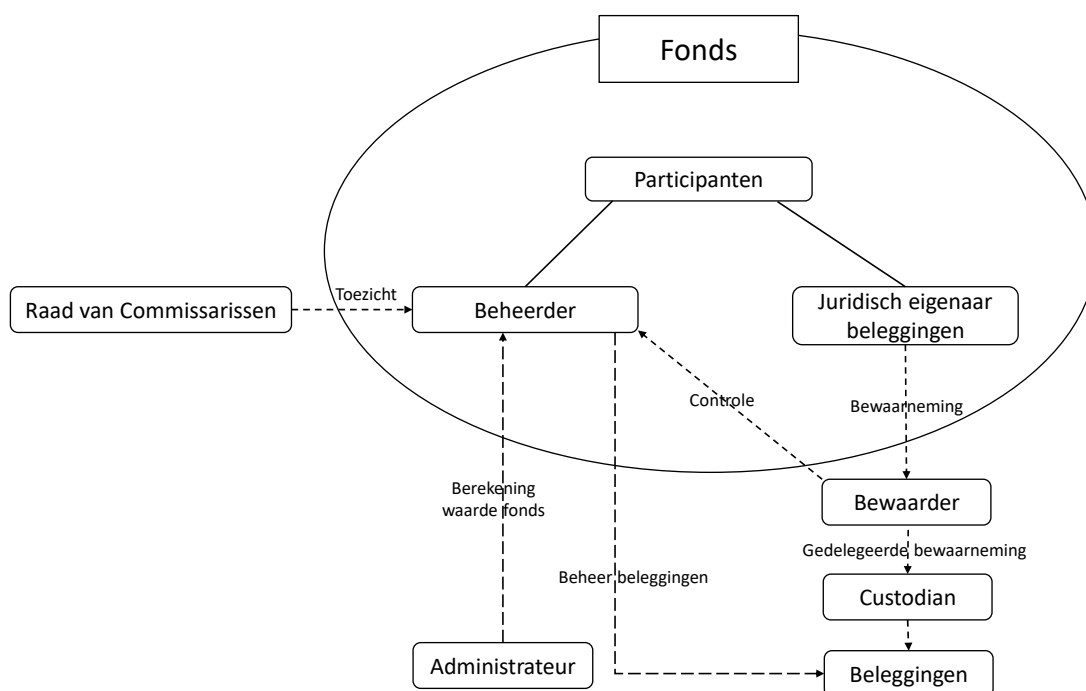 Fonds
Participanten
Raad van Commissarissen
Toezicht
Beheerder
Juridisch eigenaar
beleggingen
Controle
Bewaarneming
Berekening
waarde fonds
Bewaarder
Gedelegeerde bewaarneming
Beheer beleggingen
Custodian
Administrateur
Beleggingen